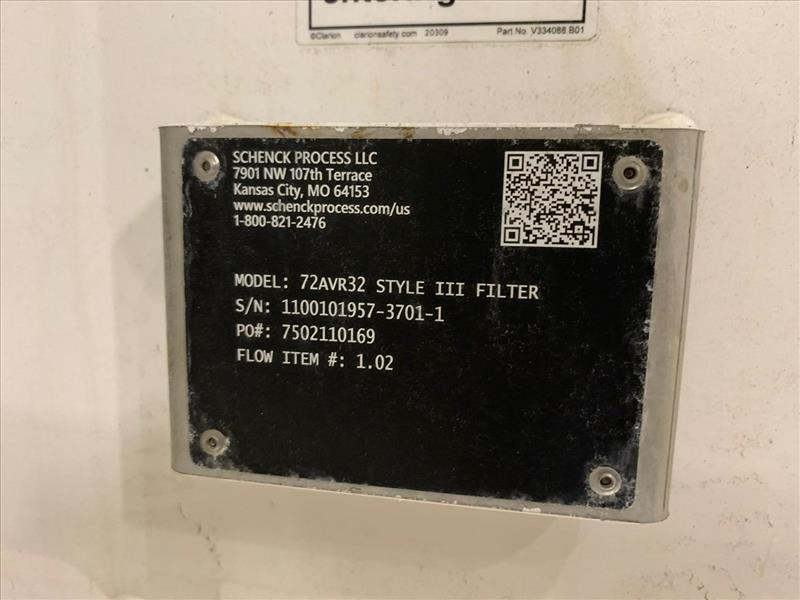 ©Clarion clarionsafety.com 20309 Part No. V334088.B01
SCHENCK PROCESS LLC
7901 NW 107th Terrace
Kansas City, MO 64153
www.schenckprocess.com/us
1-800-821-2476
MODEL: 72AVR32 STYLE III FILTER
S/N: 1100101957-3701-1
PO#: 7502110169
FLOW ITEM #: 1.02